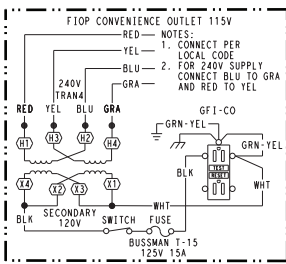 FIOP CONVENIENCE OUTLET 115V
RED
YEL
BLU
GRA
NOTES:
1. CONNECT PER
LOCAL CODE
2. FOR 240V SUPPLY
CONNECT BLU TO GRA
AND RED TO YEL
240V
TRAN4
RED YEL BLU GRA
H1 H3 H2 H4
X4 X2 X3 X1
GFI-CO
GRN-YEL
GRN-YEL
TEST
RESET
BLK
WHT
WHT
BLK
SECONDARY
120V
SWITCH FUSE
BUSSMAN T-15
125V 15A